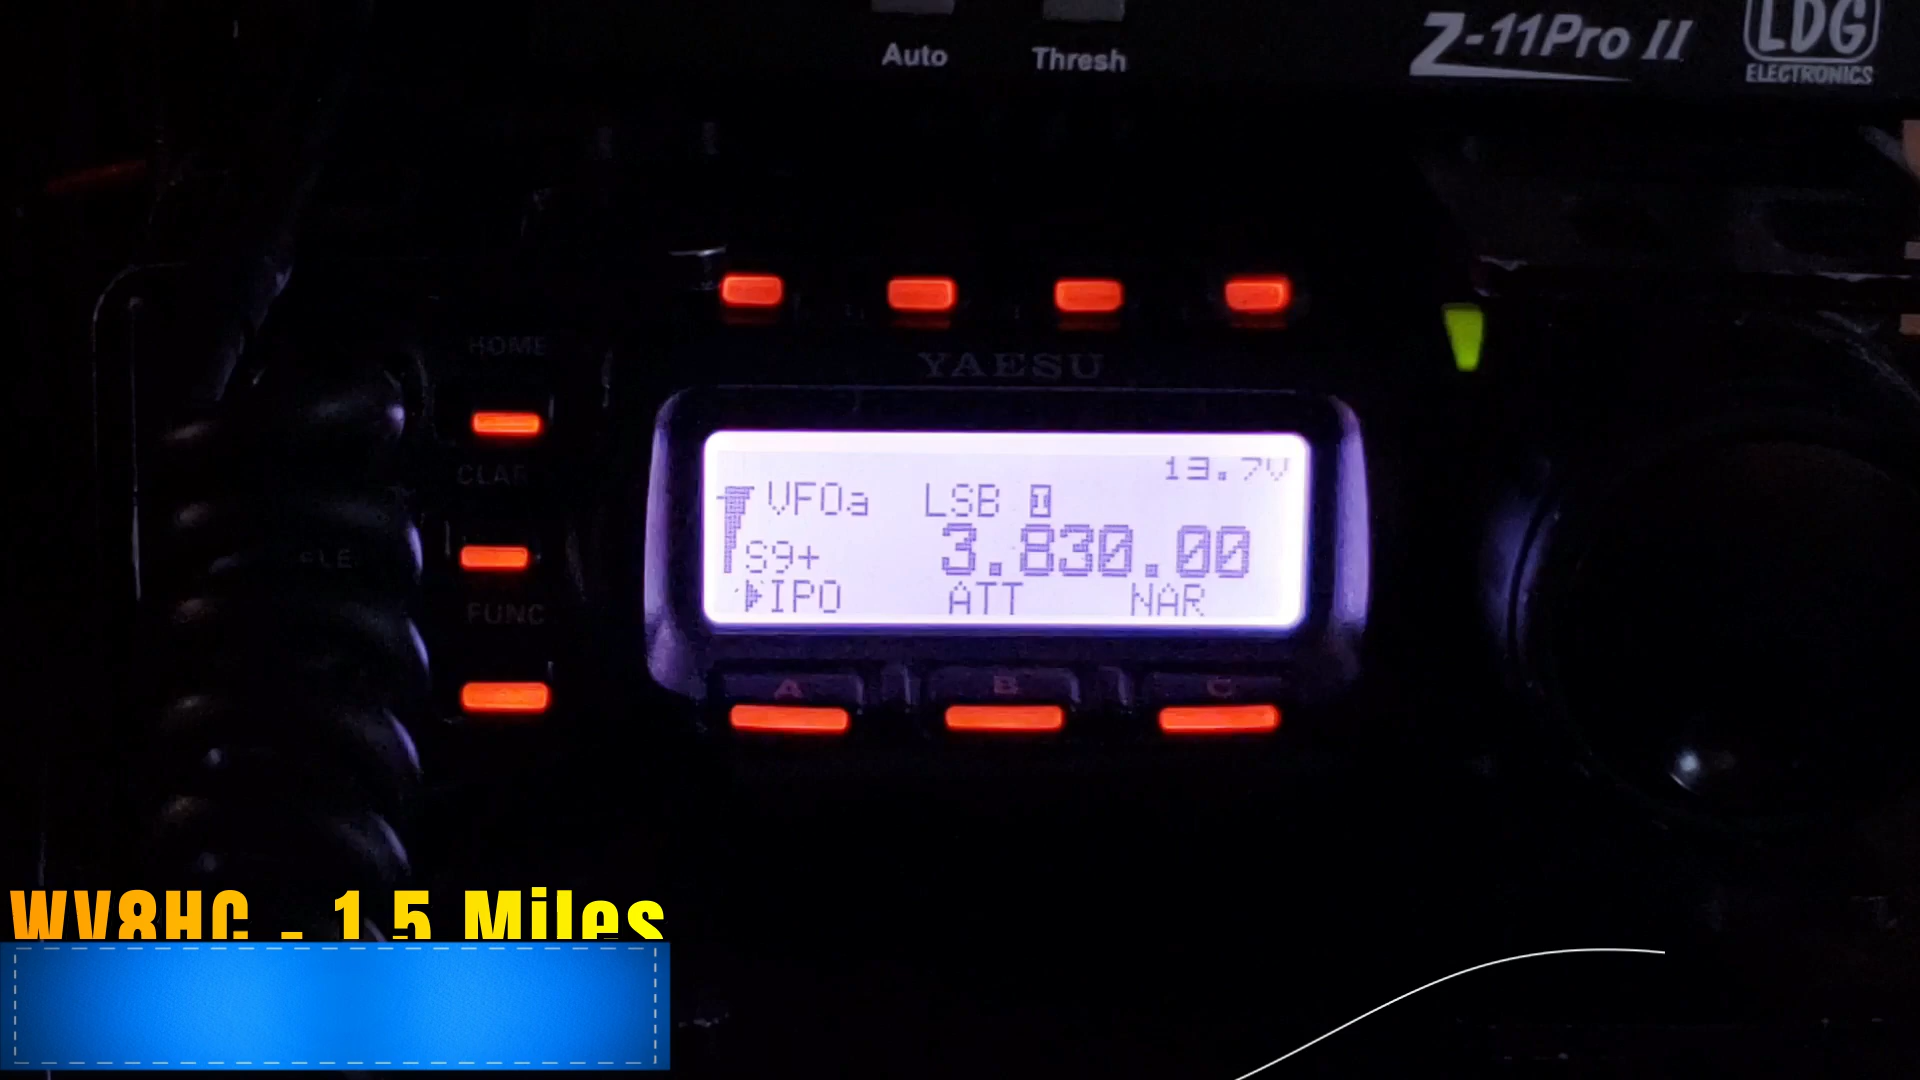 Auto Thresh
Z-11Pro II
LDG
ELECTRONICS
HOME
YAESU
CLAR
13.7V
VFOa LSB
3.830.00
S9+
IPO ATT NAR
FUNC
A B C
WV8HC - 1.5 Miles